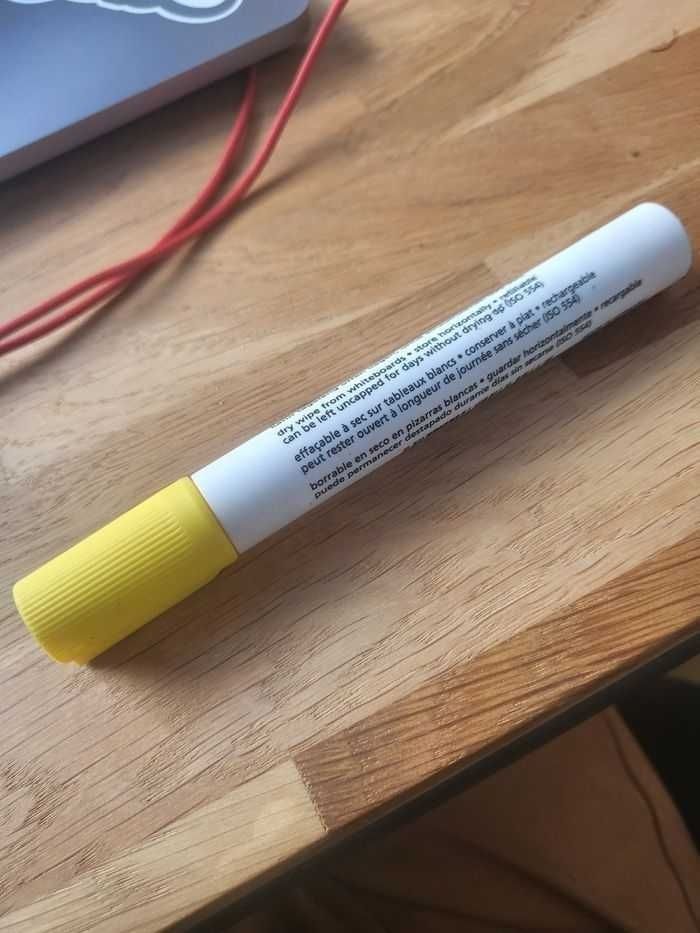 dry wipe from whiteboards • store horizontally • refillable
can be left uncapped for days without drying up (ISO 554)
effaçable à sec sur tableaux blancs • conserver à plat • rechargeable
peut rester ouvert à longueur de journée sans sécher (ISO 554)
borrable en seco en pizarras blancas • guardar horizontalmente • recargable
puede permanecer destapado durante días sin secarse (ISO 554)